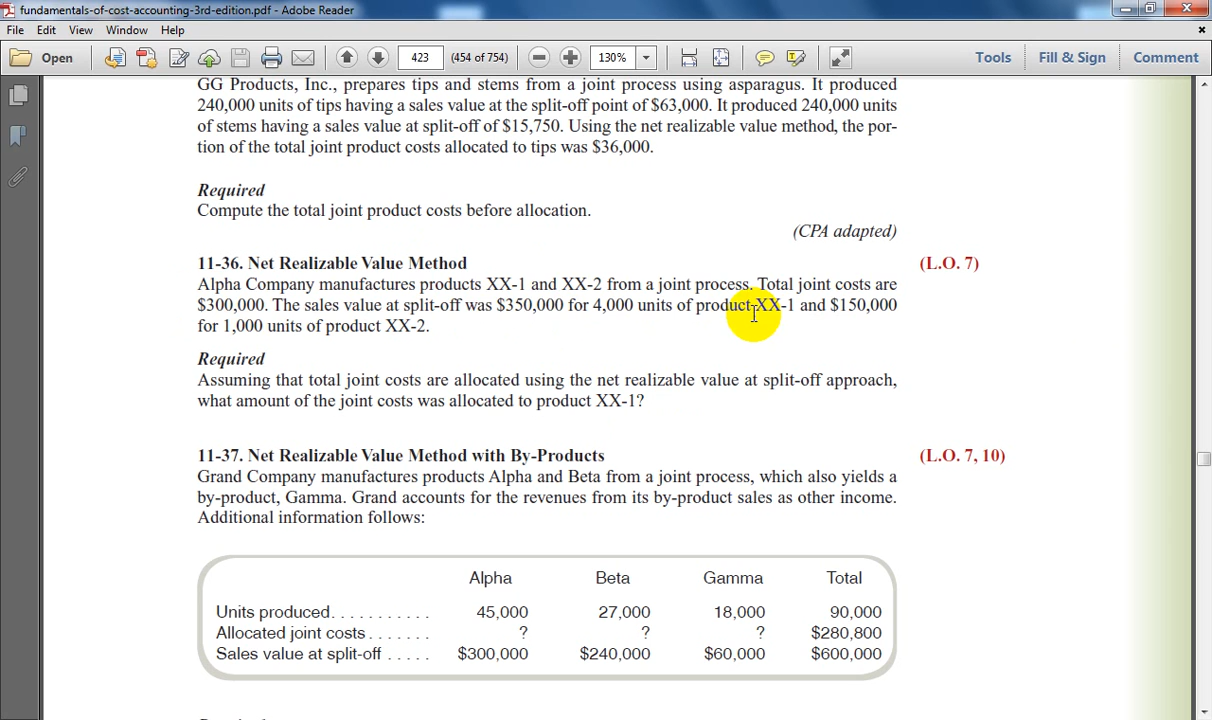 fundamentals-of-cost-accounting-3rd-edition.pdf - Adobe Reader
File Edit View Window Help
Open 423 (454 of 754) 130% Tools Fill & Sign Comment
GG Products, Inc., prepares tips and stems from a joint process using asparagus. It produced
240,000 units of tips having a sales value at the split-off point of $63,000. It produced 240,000 units
of stems having a sales value at split-off of $15,750. Using the net realizable value method, the por-
tion of the total joint product costs allocated to tips was $36,000.
Required
Compute the total joint product costs before allocation.
(CPA adapted)
11-36. Net Realizable Value Method (L.O. 7)
Alpha Company manufactures products XX-1 and XX-2 from a joint process. Total joint costs are
$300,000. The sales value at split-off was $350,000 for 4,000 units of product XX-1 and $150,000
for 1,000 units of product XX-2.
Required
Assuming that total joint costs are allocated using the net realizable value at split-off approach,
what amount of the joint costs was allocated to product XX-1?
11-37. Net Realizable Value Method with By-Products (L.O. 7, 10)
Grand Company manufactures products Alpha and Beta from a joint process, which also yields a
by-product, Gamma. Grand accounts for the revenues from its by-product sales as other income.
Additional information follows:
Alpha Beta Gamma Total
Units produced. . . . . . . . . . . 45,000 27,000 18,000 90,000
Allocated joint costs . . . . . . . ? ? ? $280,800
Sales value at split-off . . . . . $300,000 $240,000 $60,000 $600,000